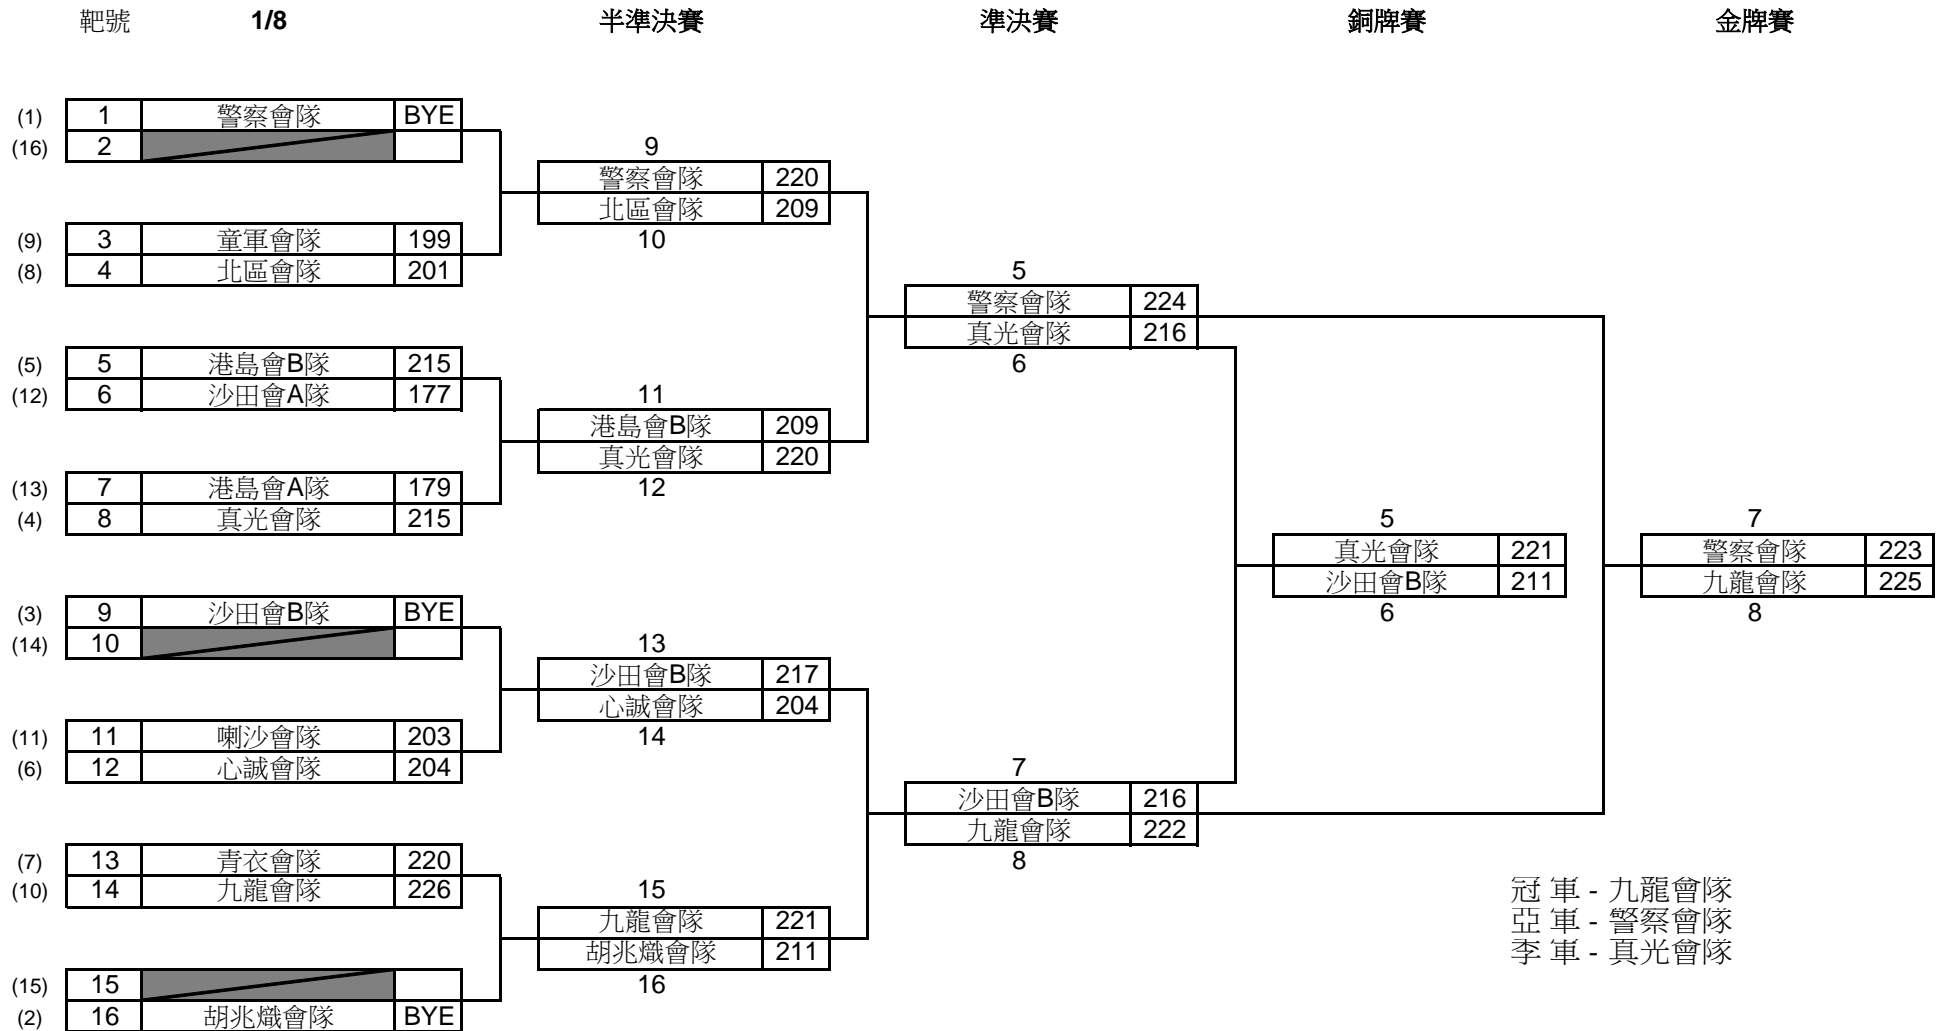 靶號 1/8 半準決賽 準決賽 銅牌賽 金牌賽
(1) 1 警察會隊 BYE
(16) 2
9
警察會隊 220
北區會隊 209
10
(9) 3 童軍會隊 199
(8) 4 北區會隊 201
5
警察會隊 224
真光會隊 216
6
(5) 5 港島會B隊 215
(12) 6 沙田會A隊 177
11
港島會B隊 209
真光會隊 220
12
(13) 7 港島會A隊 179
(4) 8 真光會隊 215
5
真光會隊 221
沙田會B隊 211
6
7
警察會隊 223
九龍會隊 225
8
(3) 9 沙田會B隊 BYE
(14) 10
13
沙田會B隊 217
心誠會隊 204
14
(11) 11 喇沙會隊 203
(6) 12 心誠會隊 204
7
沙田會B隊 216
九龍會隊 222
8
(7) 13 青衣會隊 220
(10) 14 九龍會隊 226
15
九龍會隊 221
胡兆熾會隊 211
16
(15) 15
(2) 16 胡兆熾會隊 BYE
冠 軍 - 九龍會隊
亞 軍 - 警察會隊
李 軍 - 真光會隊